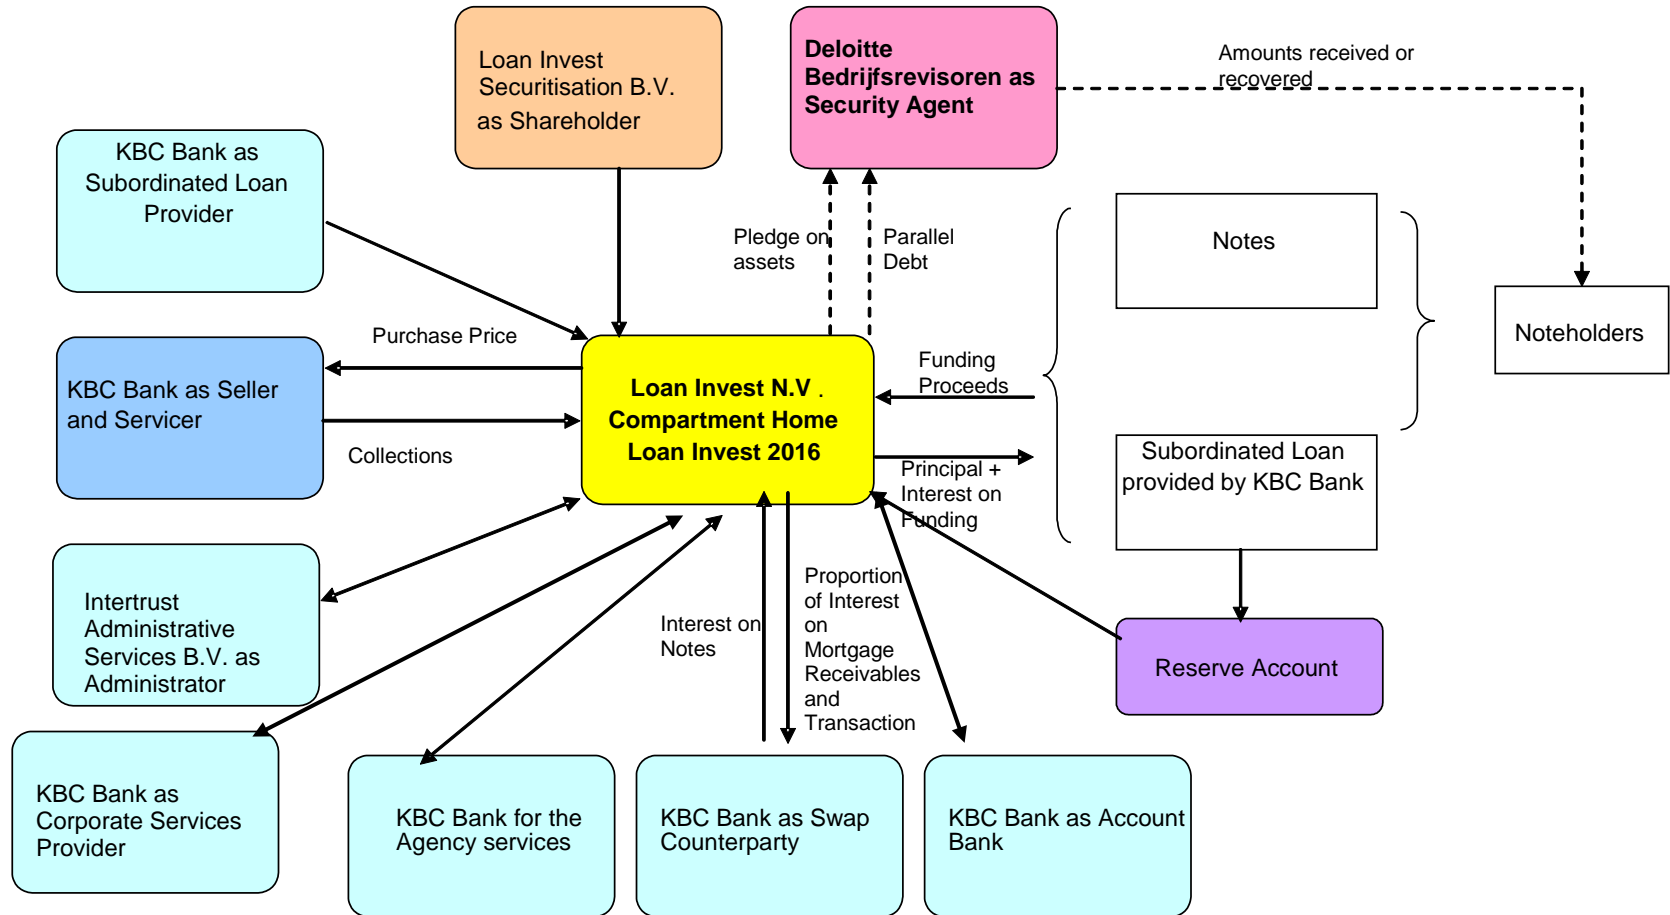 Loan Invest
Securitisation B.V.
as Shareholder
Deloitte
Bedrijfsrevisoren as
Security Agent
Amounts received or
recovered
KBC Bank as
Subordinated Loan
Provider
Pledge on
assets
Parallel
Debt
Notes
Noteholders
Purchase Price
KBC Bank as Seller
and Servicer
Collections
Loan Invest N.V .
Compartment Home
Loan Invest 2016
Funding
Proceeds
Principal +
Interest on
Funding
Subordinated Loan
provided by KBC Bank
Intertrust
Administrative
Services B.V. as
Administrator
Interest on
Notes
Proportion
of Interest
on
Mortgage
Receivables
and
Transaction
Reserve Account
KBC Bank as
Corporate Services
Provider
KBC Bank for the
Agency services
KBC Bank as Swap
Counterparty
KBC Bank as Account
Bank